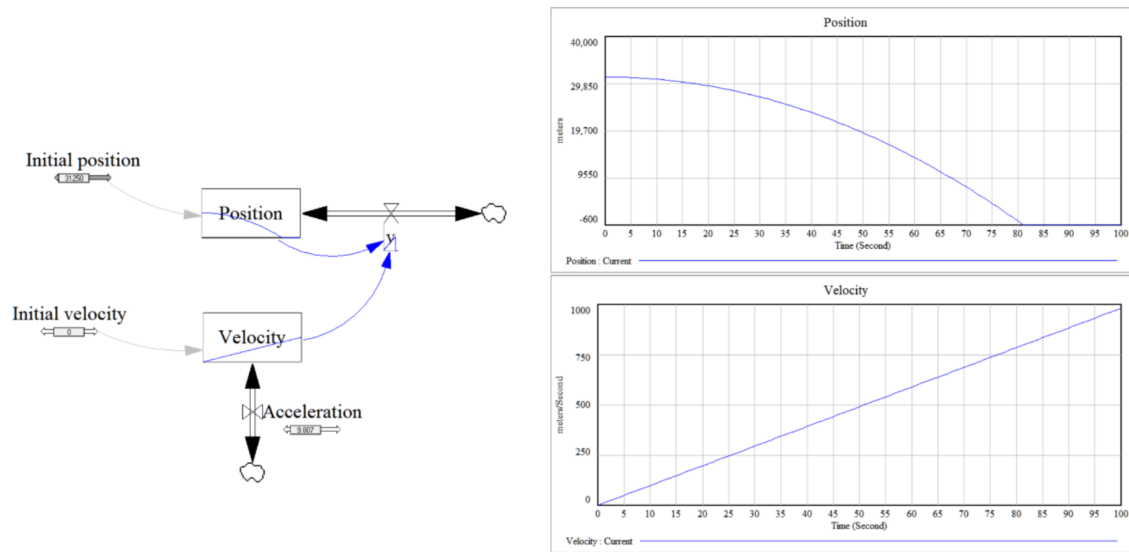 Initial position
31250
Position
v
Initial velocity
0
Velocity
Acceleration
9.807
Position
40,000
29,850
19,700
9550
-600
meters
0 5 10 15 20 25 30 35 40 45 50 55 60 65 70 75 80 85 90 95 100
Time (Second)
Position : Current
Velocity
1000
750
500
250
0
meters/Second
0 5 10 15 20 25 30 35 40 45 50 55 60 65 70 75 80 85 90 95 100
Time (Second)
Velocity : Current